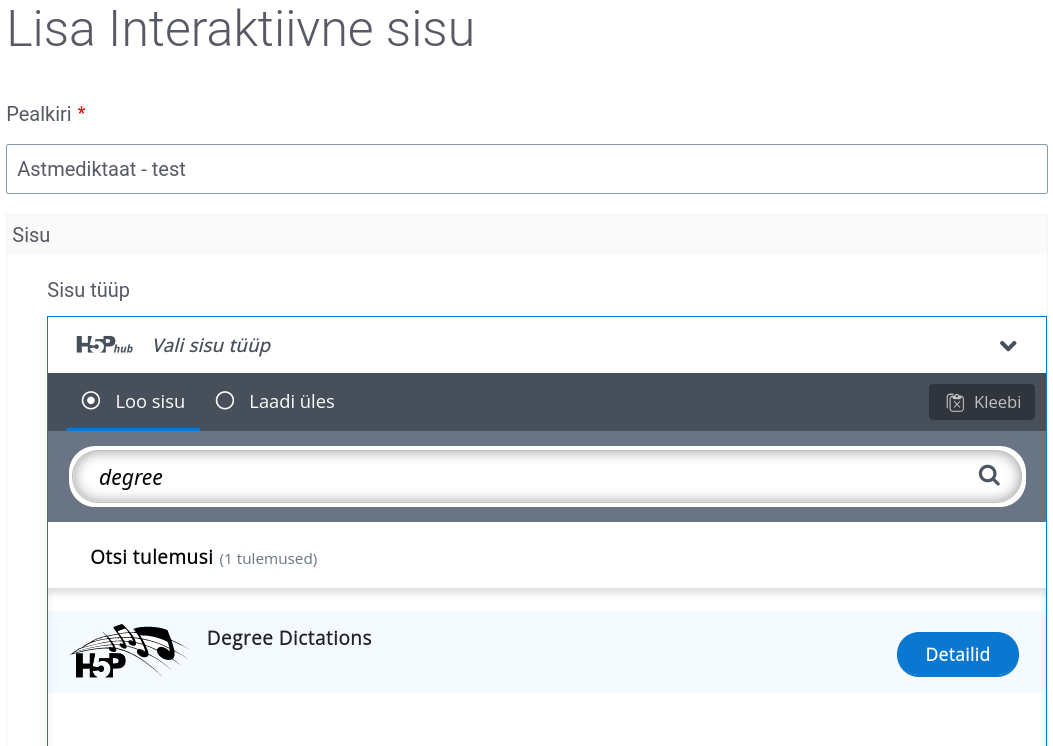 Lisa Interaktiivne sisu
Pealkiri *
Astmediktaat - test
Sisu
Sisu tüüp
H5P hub Vali sisu tüüp
Loo sisu Laadi üles Kleebi
degree
Otsi tulemusi (1 tulemused)
H5P Degree Dictations
Detailid